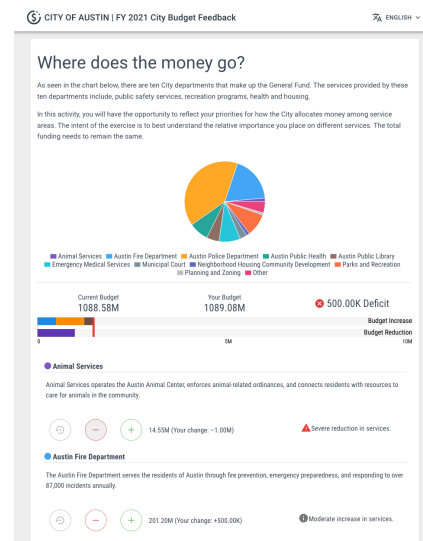 CITY OF AUSTIN | FY 2021 City Budget Feedback
ENGLISH
Where does the money go?
As seen in the chart below, there are ten City departments that make up the General Fund. The services provided by these
ten departments include, public safety services, recreation programs, health and housing.
In this activity, you will have the opportunity to reflect your priorities for how the City allocates money among service
areas. The intent of the exercise is to best understand the relative importance you place on different services. The total
funding needs to remain the same.
Animal Services Austin Fire Department Austin Police Department Austin Public Health Austin Public Library
Emergency Medical Services Municipal Court Neighborhood Housing Community Development Parks and Recreation
Planning and Zoning Other
Current Budget
1088.58M
Your Budget
1089.08M
500.00K Deficit
Budget Increase
Budget Reduction
0 5M 10M
Animal Services
Animal Services operates the Austin Animal Center, enforces animal-related ordinances, and connects residents with resources to
care for animals in the community.
14.55M (Your change: -1.00M)
Severe reduction in services.
Austin Fire Department
The Austin Fire Department serves the residents of Austin through fire prevention, emergency preparedness, and responding to over
87,000 incidents annually.
201.20M (Your change: +500.00K)
Moderate increase in services.